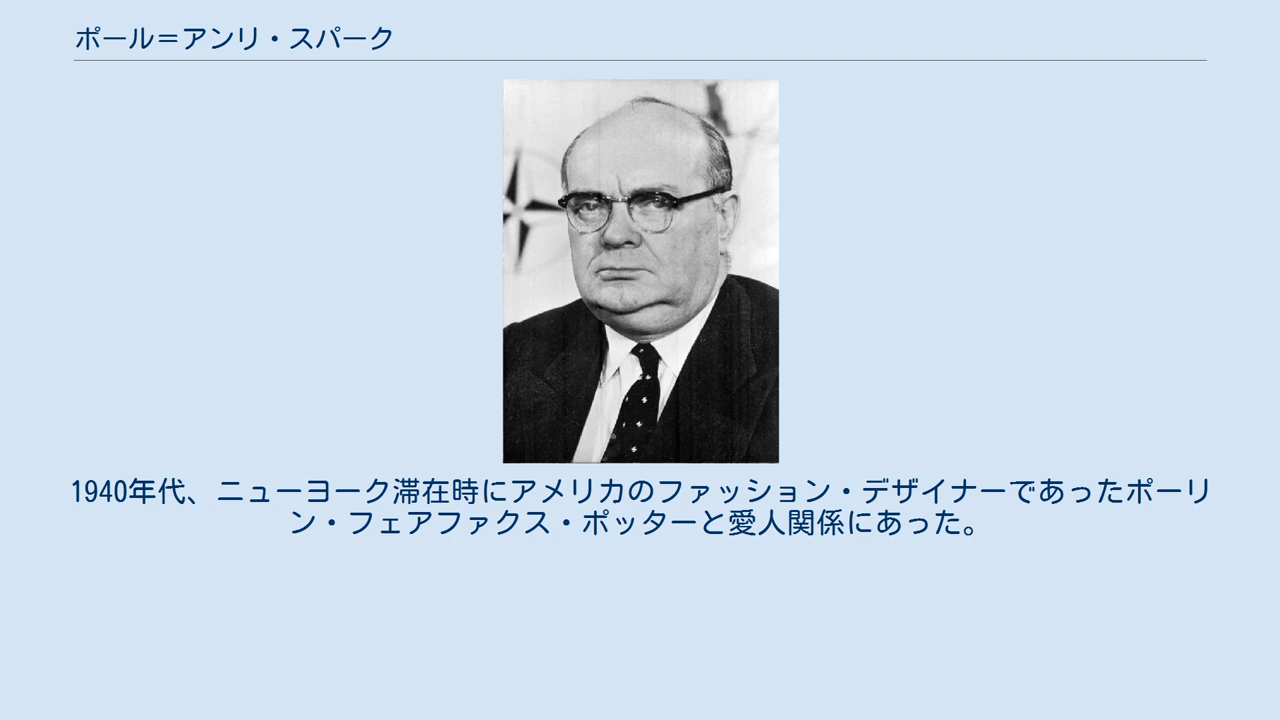 ポール＝アンリ・スパーク
1940年代、ニューヨーク滞在時にアメリカのファッション・デザイナーであったポーリ
ン・フェアファクス・ポッターと愛人関係にあった。